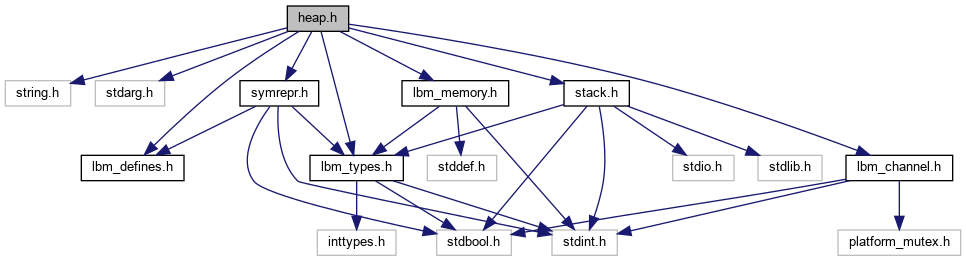 heap.h
string.h
stdarg.h
symrepr.h
lbm_memory.h
stack.h
lbm_defines.h
lbm_types.h
stddef.h
stdio.h
stdlib.h
lbm_channel.h
inttypes.h
stdbool.h
stdint.h
platform_mutex.h